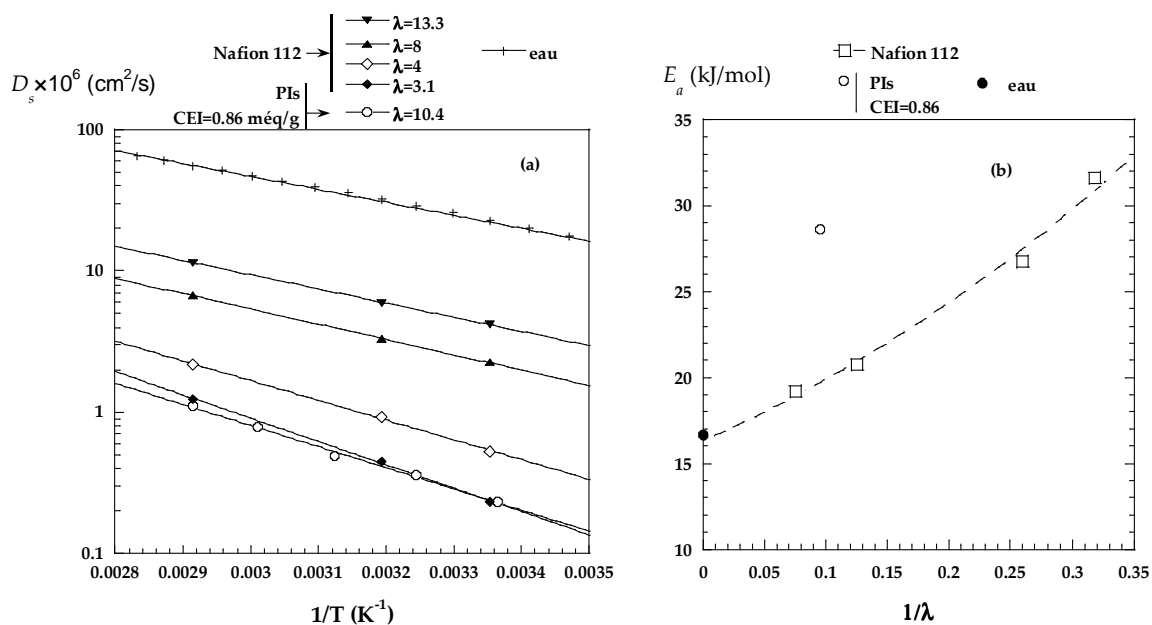 λ=13.3
Nafion 112
λ=8
eau
λ=4
D_s×10^6 (cm^2/s)
λ=3.1
PIs
CEI=0.86 méq/g
λ=10.4
100
(a)
10
1
0.1
0.0028 0.0029 0.003 0.0031 0.0032 0.0033 0.0034 0.0035
1/T (K^-1)
Nafion 112
E_a (kJ/mol)
PIs
CEI=0.86
eau
35
(b)
30
25
20
15
10
0 0.05 0.1 0.15 0.2 0.25 0.3 0.35
1/λ